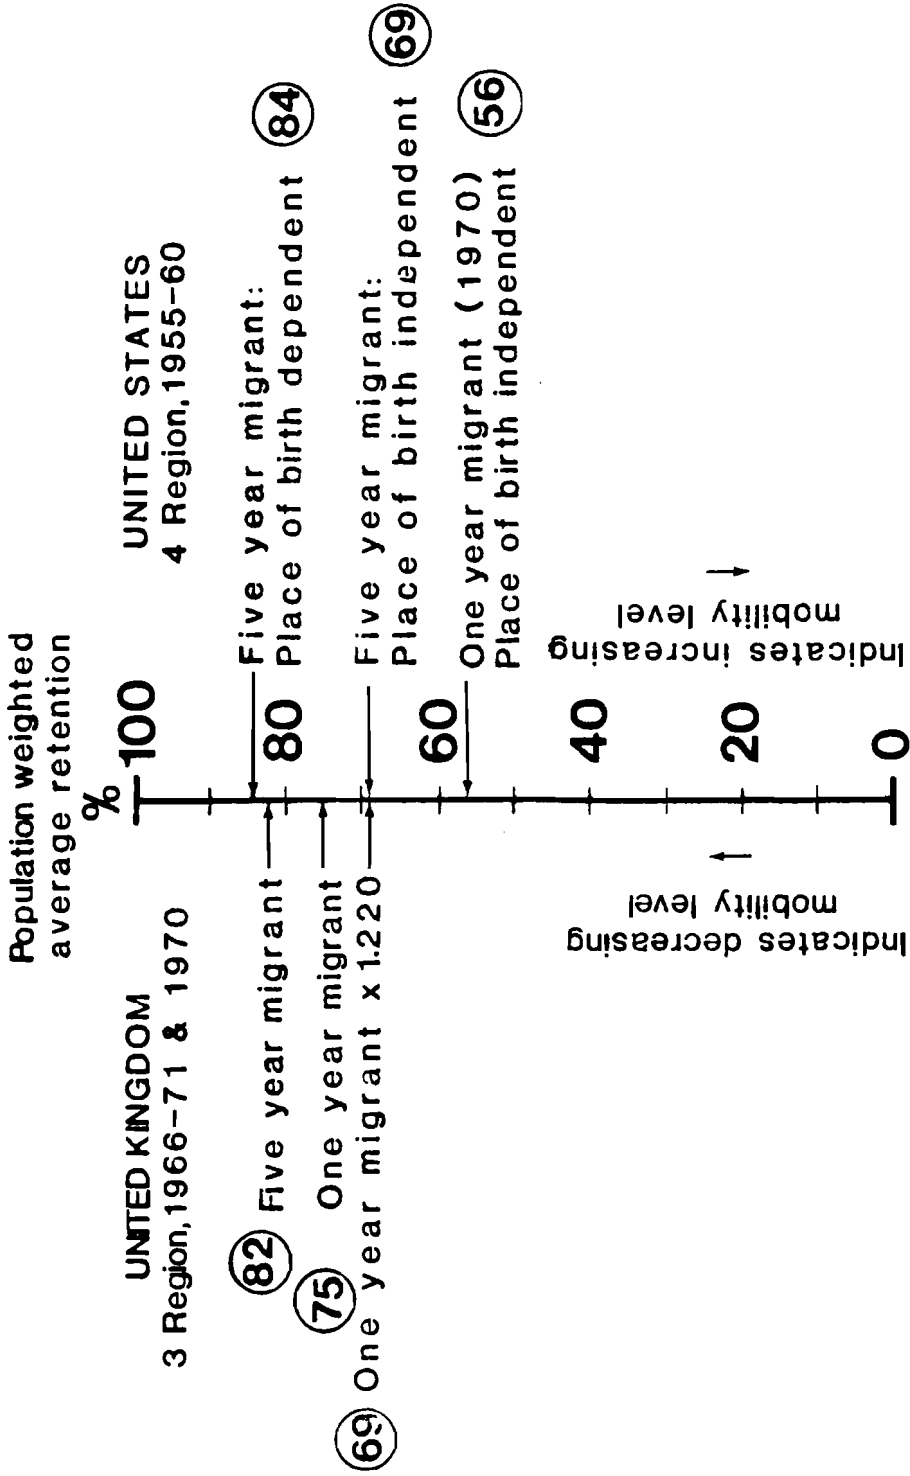 Population weighted
average retention
%
UNITED KINGDOM
3 Region, 1966-71 & 1970
UNITED STATES
4 Region, 1955-60
100
80
60
40
20
0
82 Five year migrant
75 One year migrant
69 One year migrant x 1.220
Five year migrant:
Place of birth dependent 84
Five year migrant:
Place of birth independent 69
One year migrant (1970)
Place of birth independent 56
Indicates decreasing
mobility level
Indicates increasing
mobility level